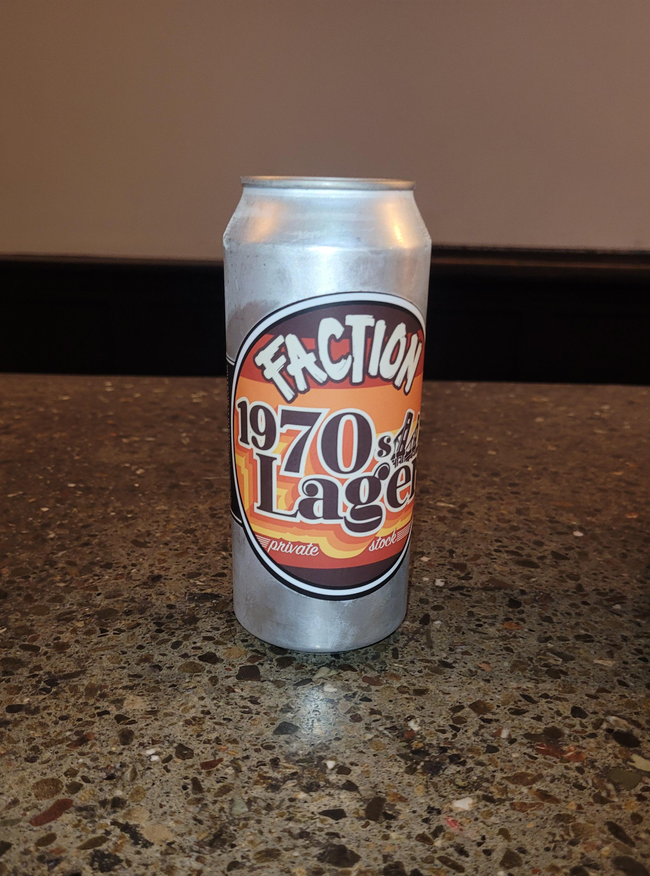 FACTION
1970s
Lager
private stock